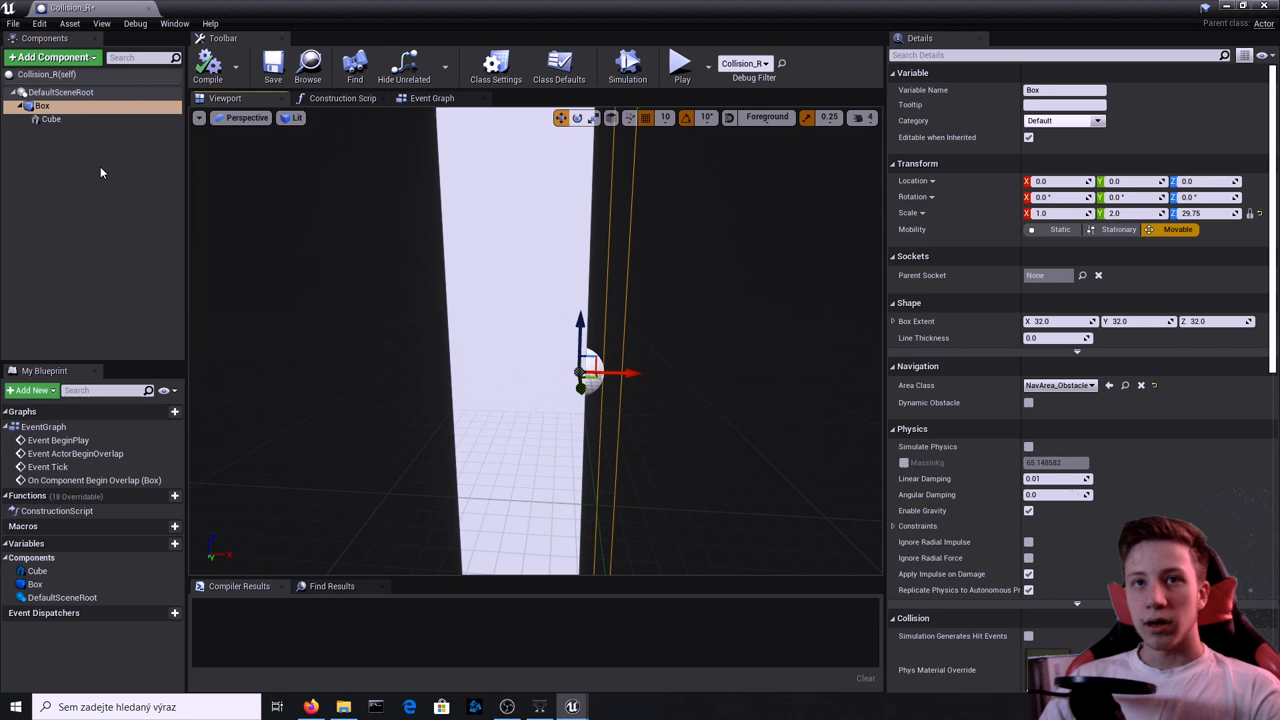 Collision_R*
File Edit Asset View Debug Window Help
Parent class: Actor
Components
+Add Component
Search
Collision_R(self)
DefaultSceneRoot
Box
Cube
Toolbar
Compile
Save
Browse
Find
Hide Unrelated
Class Settings
Class Defaults
Simulation
Play
Collision_R
Debug Filter
Viewport
Construction Scrip
Event Graph
Perspective
Lit
10
10°
Foreground
0.25
4
My Blueprint
+Add New
Search
Graphs
EventGraph
Event BeginPlay
Event ActorBeginOverlap
Event Tick
On Component Begin Overlap (Box)
Functions (18 Overridable)
ConstructionScript
Macros
Variables
Components
Cube
Box
DefaultSceneRoot
Event Dispatchers
Compiler Results
Find Results
Clear
Details
Search Details
Variable
Variable Name Box
Tooltip
Category Default
Editable when Inherited
Transform
Location X 0.0 Y 0.0 Z 0.0
Rotation X 0.0° Y 0.0° Z 0.0°
Scale X 1.0 Y 2.0 Z 29.75
Mobility Static Stationary Movable
Sockets
Parent Socket None
Shape
Box Extent X 32.0 Y 32.0 Z 32.0
Line Thickness 0.0
Navigation
Area Class NavArea_Obstacle
Dynamic Obstacle
Physics
Simulate Physics
MassInKg 65.148582
Linear Damping 0.01
Angular Damping 0.0
Enable Gravity
Constraints
Ignore Radial Impulse
Ignore Radial Force
Apply Impulse on Damage
Replicate Physics to Autonomous Pr
Collision
Simulation Generates Hit Events
Phys Material Override
Sem zadejte hledaný výraz